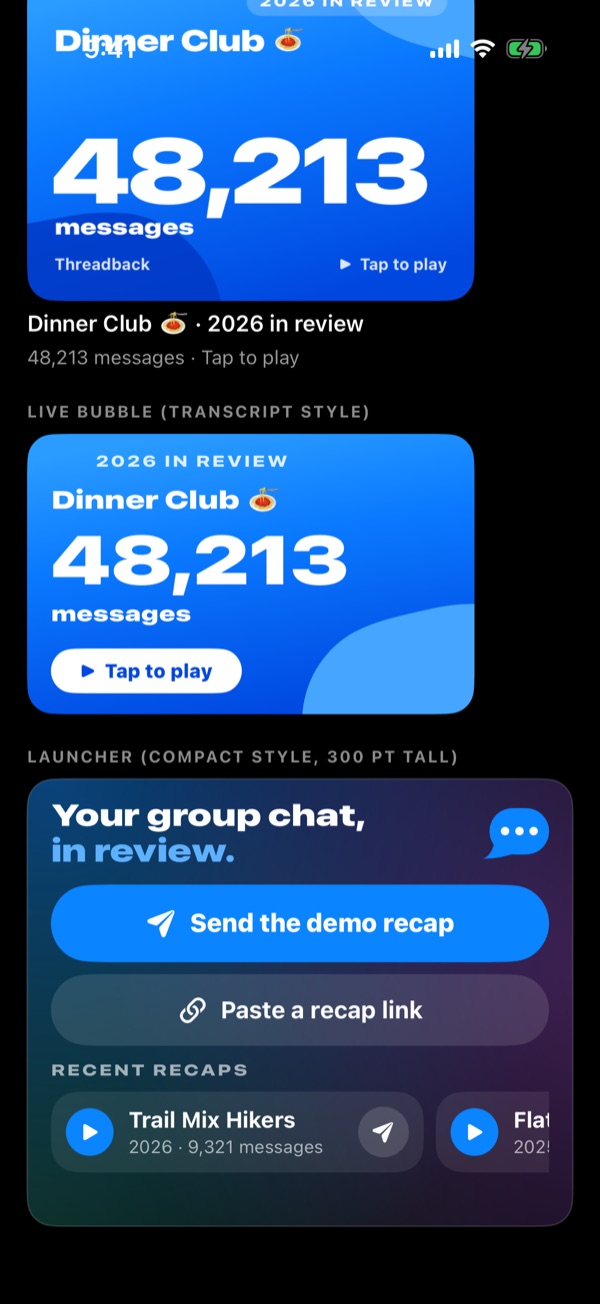 2026 IN REVIEW
Dinner Club 🍝
9:41
48,213
messages
Threadback
Tap to play
Dinner Club 🍝 · 2026 in review
48,213 messages · Tap to play
LIVE BUBBLE (TRANSCRIPT STYLE)
2026 IN REVIEW
Dinner Club 🍝
48,213
messages
Tap to play
LAUNCHER (COMPACT STYLE, 300 PT TALL)
Your group chat,
in review.
Send the demo recap
Paste a recap link
RECENT RECAPS
Trail Mix Hikers
2026 · 9,321 messages